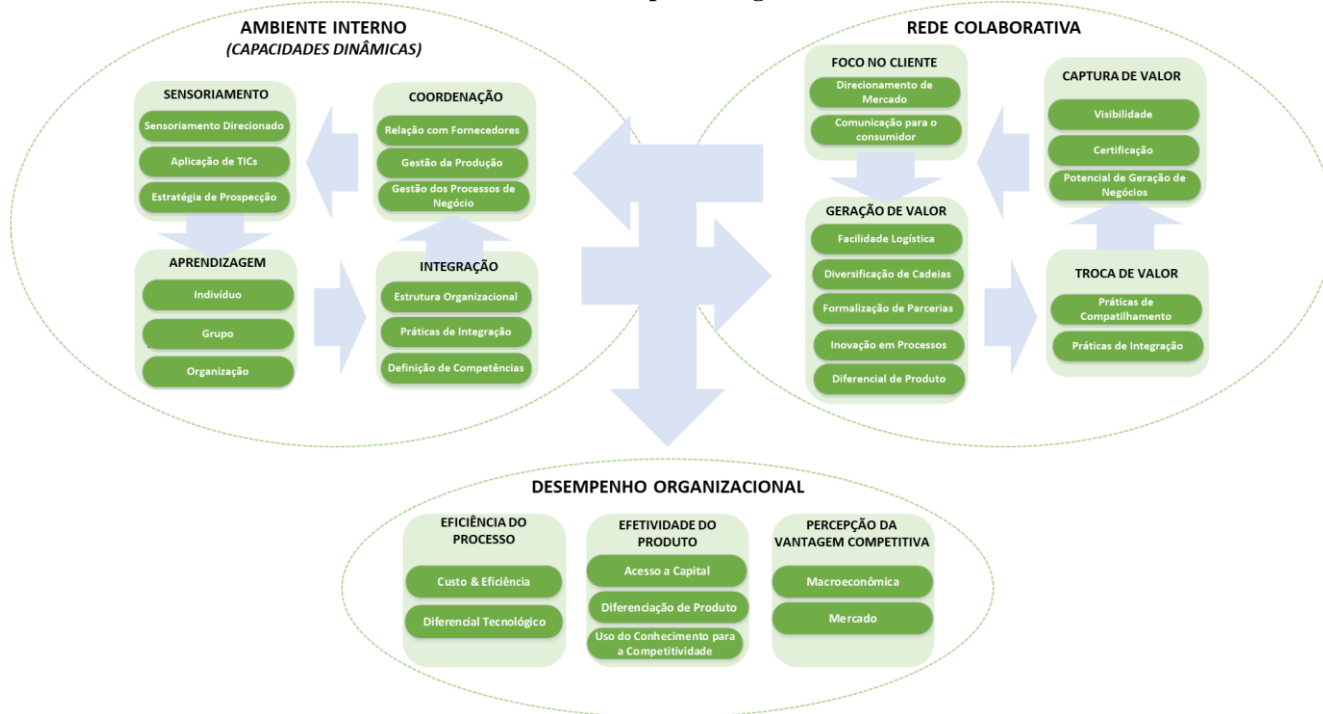 AMBIENTE INTERNO
(CAPACIDADES DINÂMICAS)
SENSORIAMENTO
Sensoriamento Direcionado
Aplicação de TICs
Estratégia de Prospecção
COORDENAÇÃO
Relação com Fornecedores
Gestão da Produção
Gestão dos Processos de
Negócio
APRENDIZAGEM
Indivíduo
Grupo
Organização
INTEGRAÇÃO
Estrutura Organizacional
Práticas de Integração
Definição de Competências
REDE COLABORATIVA
FOCO NO CLIENTE
Direcionamento de
Mercado
Comunicação para o
consumidor
CAPTURA DE VALOR
Visibilidade
Certificação
Potencial de Geração de
Negócios
GERAÇÃO DE VALOR
Facilidade Logística
Diversificação de Cadeias
Formalização de Parcerias
Inovação em Processos
Diferencial de Produto
TROCA DE VALOR
Práticas de
Compatilhamento
Práticas de Integração
DESEMPENHO ORGANIZACIONAL
EFICIÊNCIA DO
PROCESSO
Custo & Eficiência
Diferencial Tecnológico
EFETIVIDADE DO
PRODUTO
Acesso a Capital
Diferenciação de Produto
Uso do Conhecimento para
a Competitividade
PERCEPÇÃO DA
VANTAGEM COMPETITIVA
Macroeconômica
Mercado